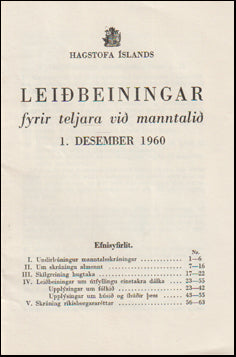 HAGSTOFA ÍSLANDS
LEIÐBEININGAR
fyrir teljara við manntalið
1. DESEMBER 1960
Efnisyfirlit.
Nr.
I. Undirbúningur manntalsskráningar 1—6
II. Um skráningu almennt 7—16
III. Skilgreining hugtaka 17—22
IV. Leiðbeiningar um útfyllingu einstakra dálka 23—55
Upplýsingar um fólkið 23—42
Upplýsingar um húsið og íbúðir þess 43—55
V. Skráning ríkisborgararéttar 56—63